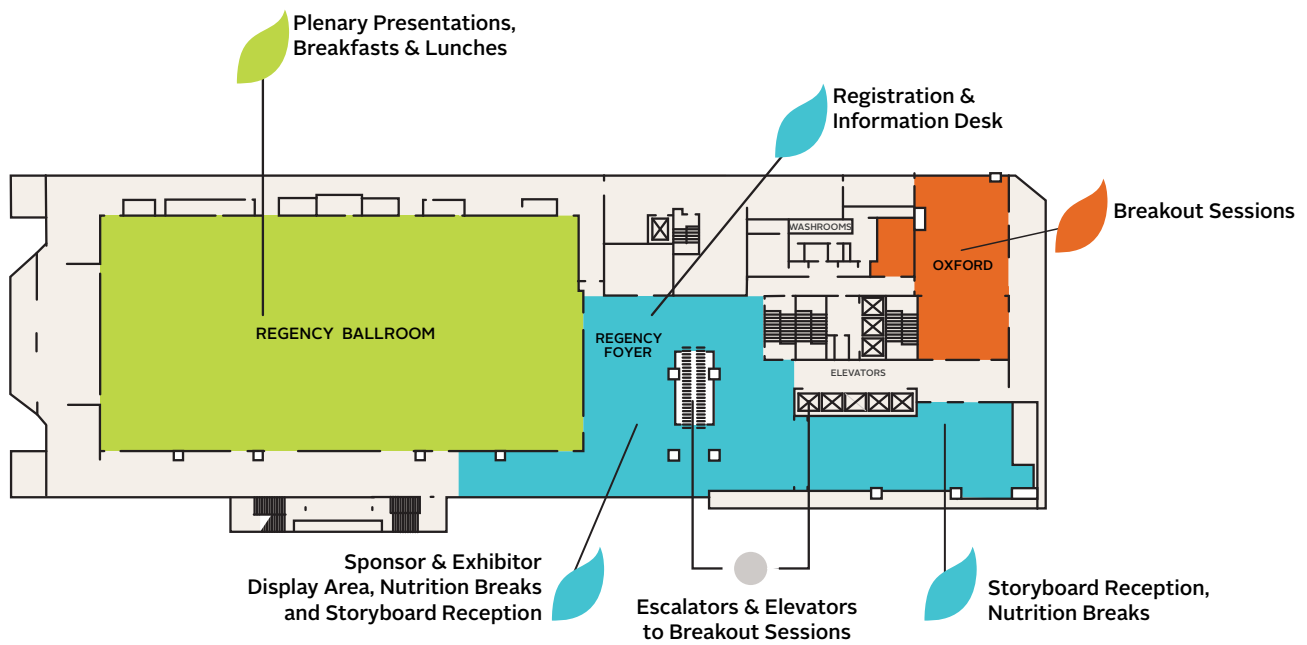 Plenary Presentations,
Breakfasts & Lunches
Registration &
Information Desk
Breakout Sessions
WASHROOMS
OXFORD
REGENCY BALLROOM
REGENCY
FOYER
ELEVATORS
Sponsor & Exhibitor
Display Area, Nutrition Breaks
and Storyboard Reception
Escalators & Elevators
to Breakout Sessions
Storyboard Reception,
Nutrition Breaks